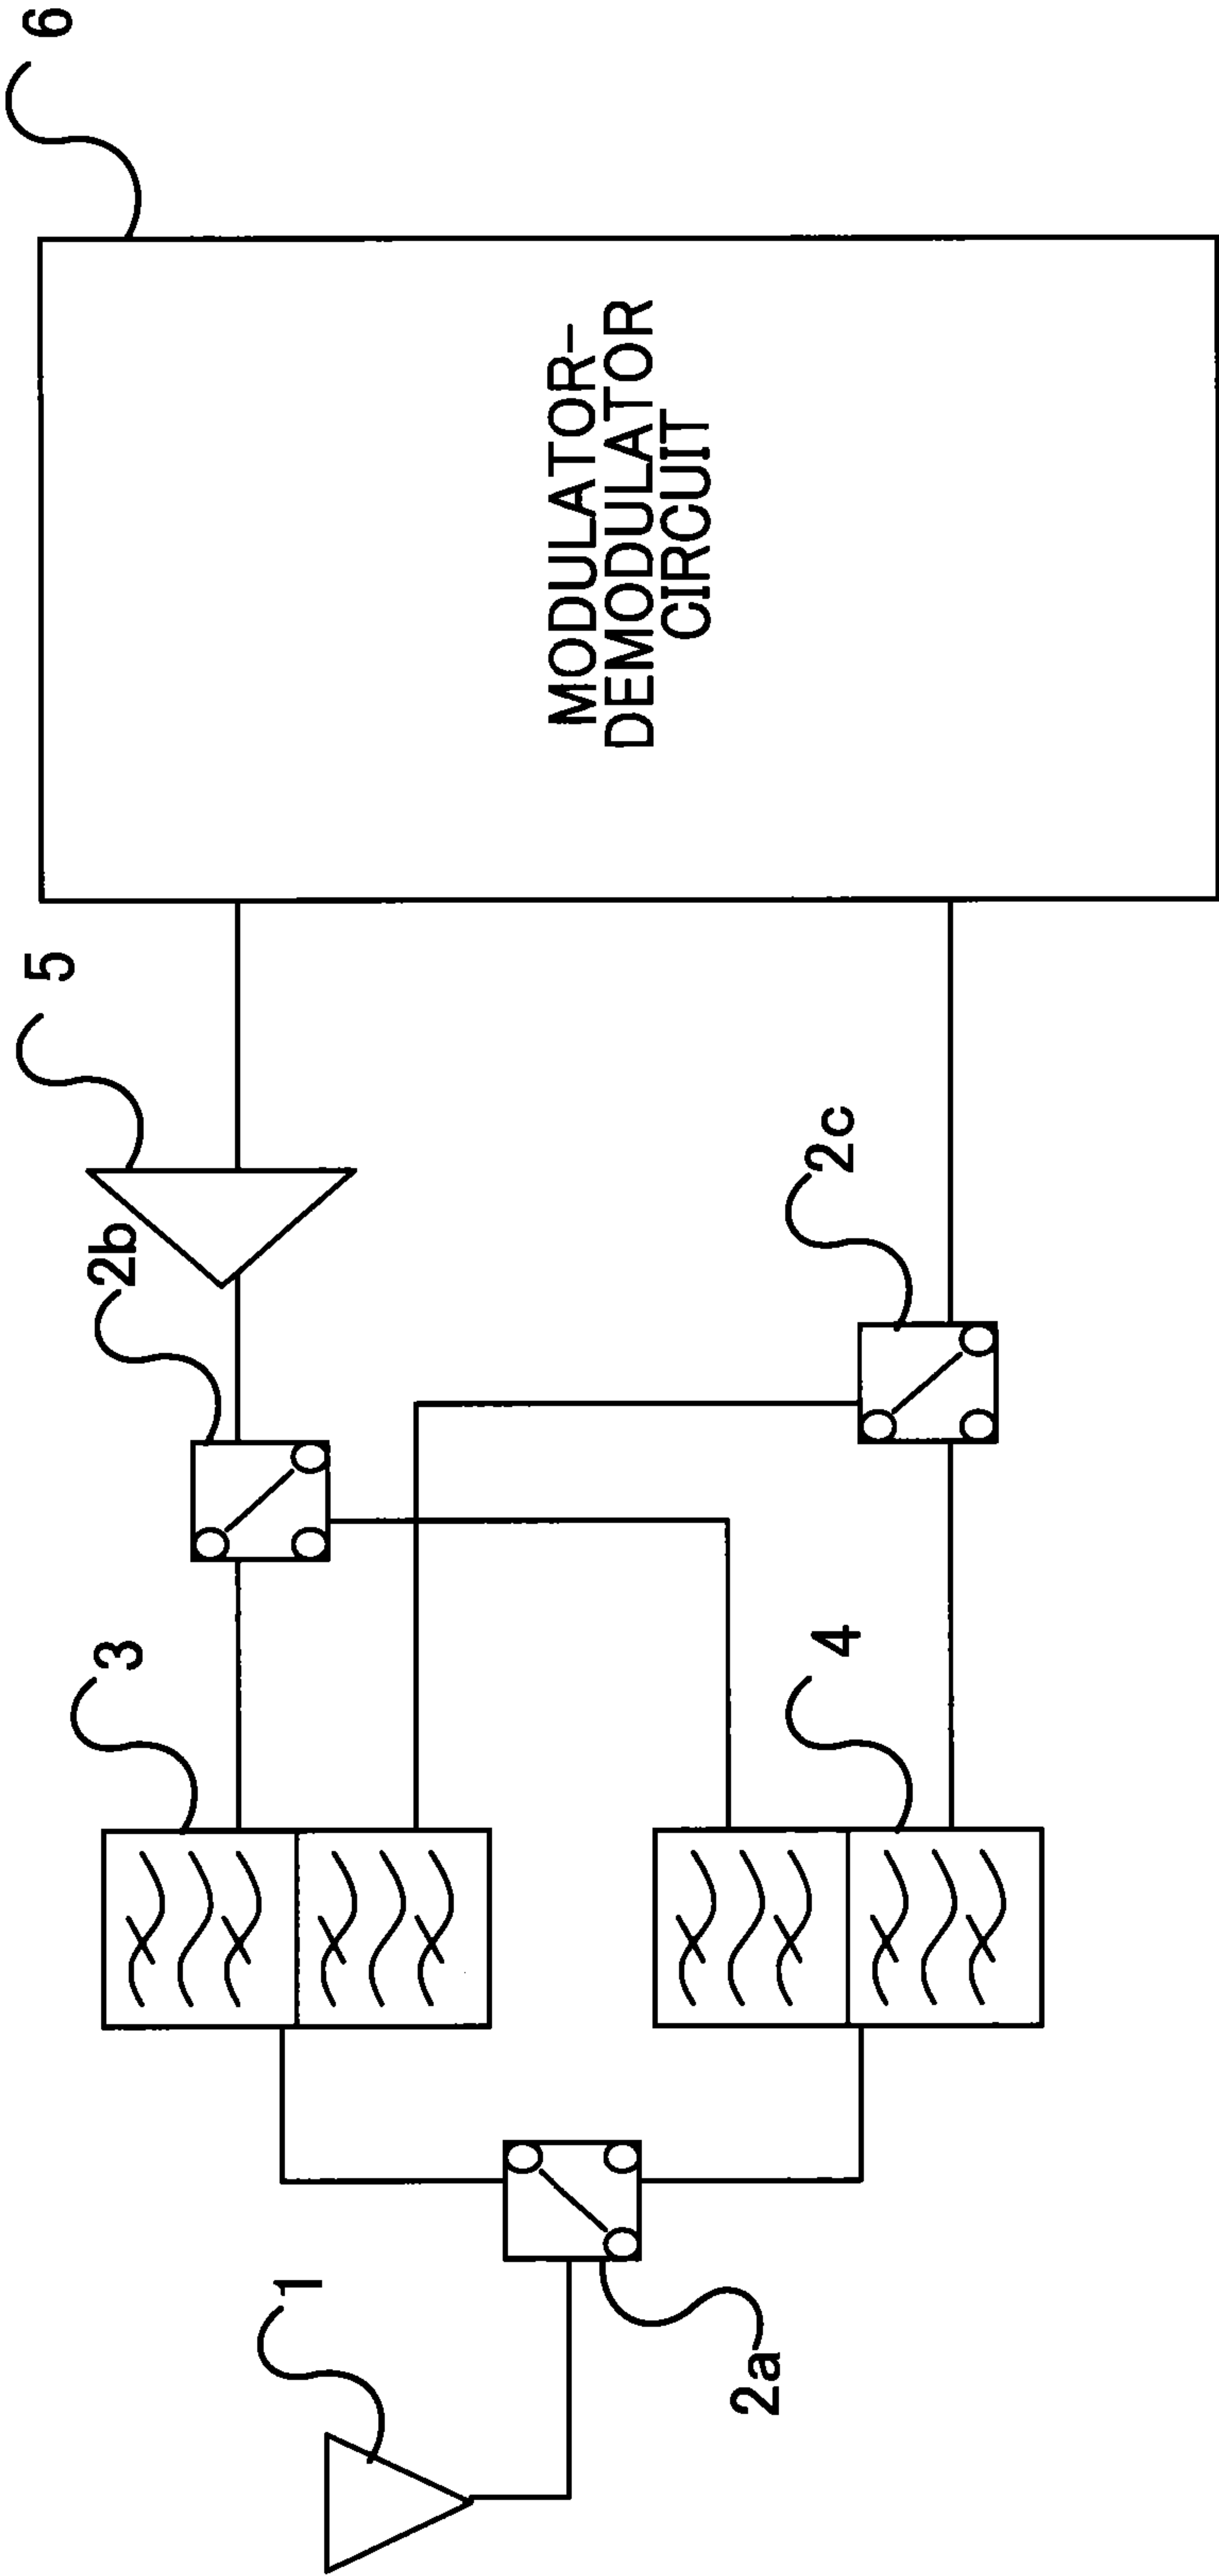 6
5
2b
2c
3
4
1
2a
MODULATOR-
DEMODULATOR
CIRCUIT